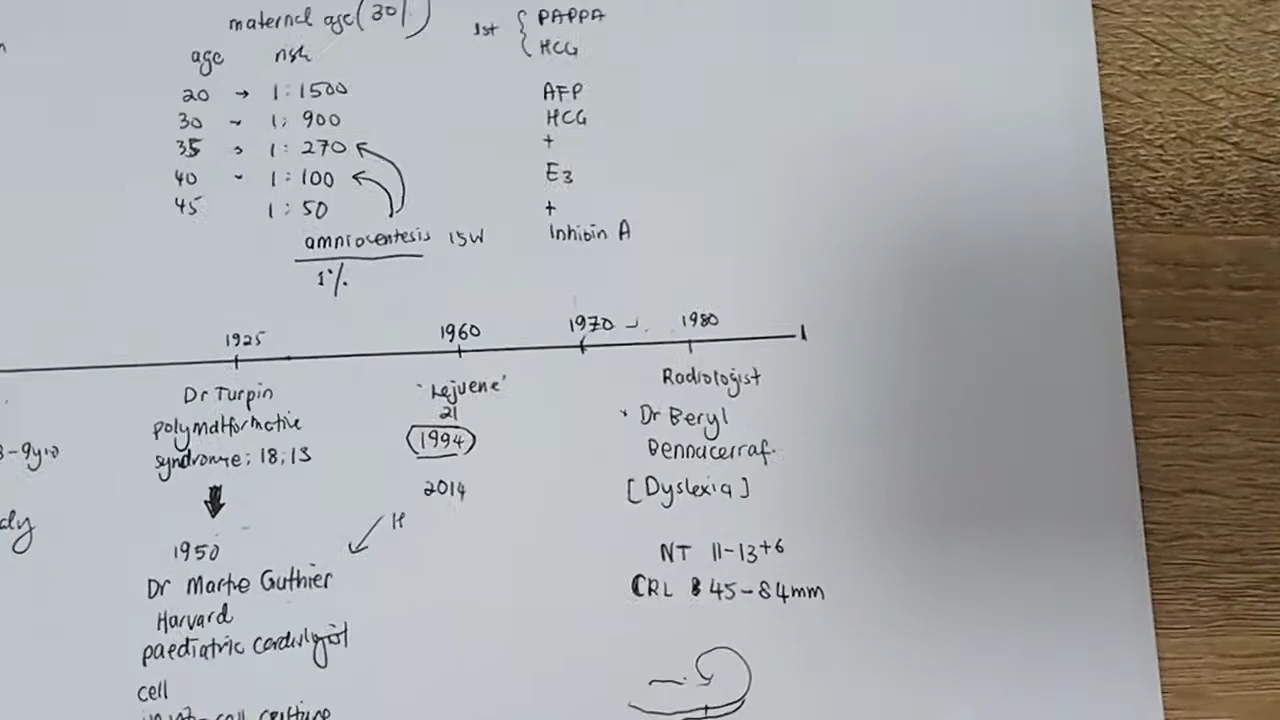 maternal age (30%)
age risk
20 → 1:1500
30 - 1:900
35 > 1:270
40 - 1:100
45 1:50
amniocentesis 15W
1%
1st { PAPPA
HCG
AFP
HCG
+
E3
+
Inhibin A
1925 1960 1970 1980
Dr Turpin
polymalformative
syndrome; 18; 13
1950
Dr Marthe Guthier
Harvard
paediatric cardiologist
cell
cell culture
'Lejuene'
21
1994
2014
H
Radiologist
Dr Beryl
Bennacerraf.
[Dyslexia]
NT 11-13+6
CRL 45-84mm